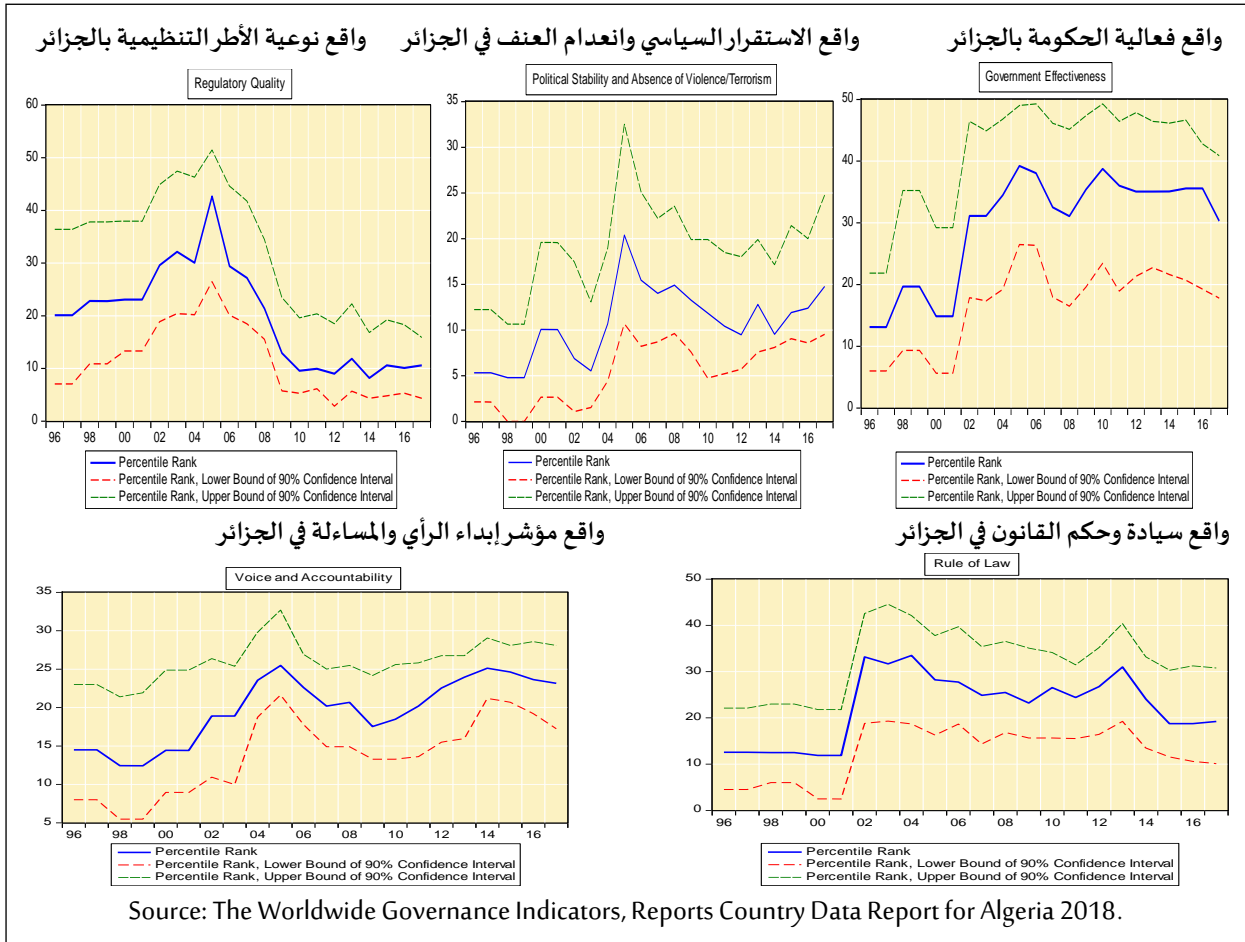 واقع فعالية الحكومة بالجزائر
واقع الاستقرار السياسي وانعدام العنف في الجزائر
واقع نوعية الأطر التنظيمية بالجزائر
Regulatory Quality
60
50
40
30
20
10
0
96 98 00 02 04 06 08 10 12 14 16
Percentile Rank
Percentile Rank, Lower Bound of 90% Confidence Interval
Percentile Rank, Upper Bound of 90% Confidence Interval
Political Stability and Absence of Violence/Terrorism
35
30
25
20
15
10
5
0
96 98 00 02 04 06 08 10 12 14 16
Percentile Rank
Percentile Rank, Lower Bound of 90% Confidence Interval
Percentile Rank, Upper Bound of 90% Confidence Interval
Government Effectiveness
50
40
30
20
10
0
96 98 00 02 04 06 08 10 12 14 16
Percentile Rank
Percentile Rank, Lower Bound of 90% Confidence Interval
Percentile Rank, Upper Bound of 90% Confidence Interval
واقع سيادة وحكم القانون في الجزائر
واقع مؤشر إبداء الرأي والمساءلة في الجزائر
Voice and Accountability
35
30
25
20
15
10
5
96 98 00 02 04 06 08 10 12 14 16
Percentile Rank
Percentile Rank, Lower Bound of 90% Confidence Interval
Percentile Rank, Upper Bound of 90% Confidence Interval
Rule of Law
50
40
30
20
10
0
96 98 00 02 04 06 08 10 12 14 16
Percentile Rank
Percentile Rank, Lower Bound of 90% Confidence Interval
Percentile Rank, Upper Bound of 90% Confidence Interval
Source: The Worldwide Governance Indicators, Reports Country Data Report for Algeria 2018.